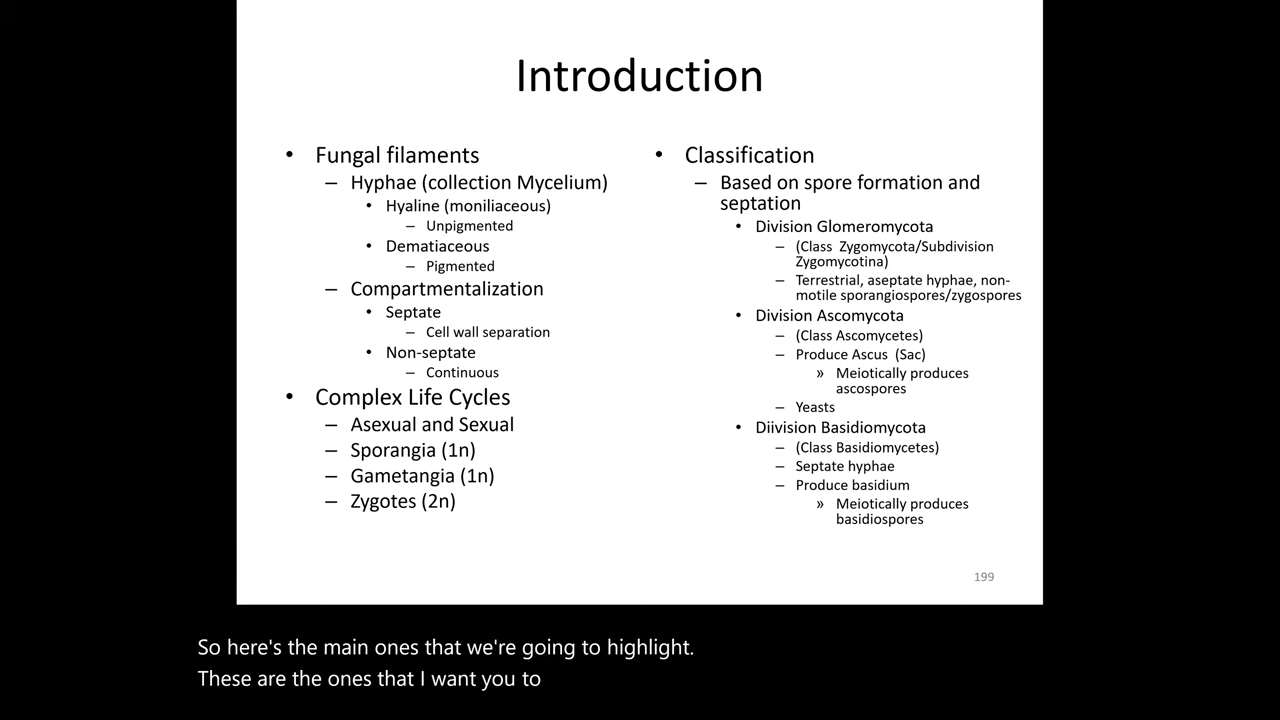 Introduction
• Fungal filaments
– Hyphae (collection Mycelium)
• Hyaline (moniliaceous)
– Unpigmented
• Dematiaceous
– Pigmented
– Compartmentalization
• Septate
– Cell wall separation
• Non-septate
– Continuous
• Complex Life Cycles
– Asexual and Sexual
– Sporangia (1n)
– Gametangia (1n)
– Zygotes (2n)
• Classification
– Based on spore formation and
septation
• Division Glomeromycota
– (Class Zygomycota/Subdivision
Zygomycotina)
– Terrestrial, aseptate hyphae, non-
motile sporangiospores/zygospores
• Division Ascomycota
– (Class Ascomycetes)
– Produce Ascus (Sac)
» Meiotically produces
ascospores
– Yeasts
• Diivision Basidiomycota
– (Class Basidiomycetes)
– Septate hyphae
– Produce basidium
» Meiotically produces
basidiospores
199
So here's the main ones that we're going to highlight.
These are the ones that I want you to